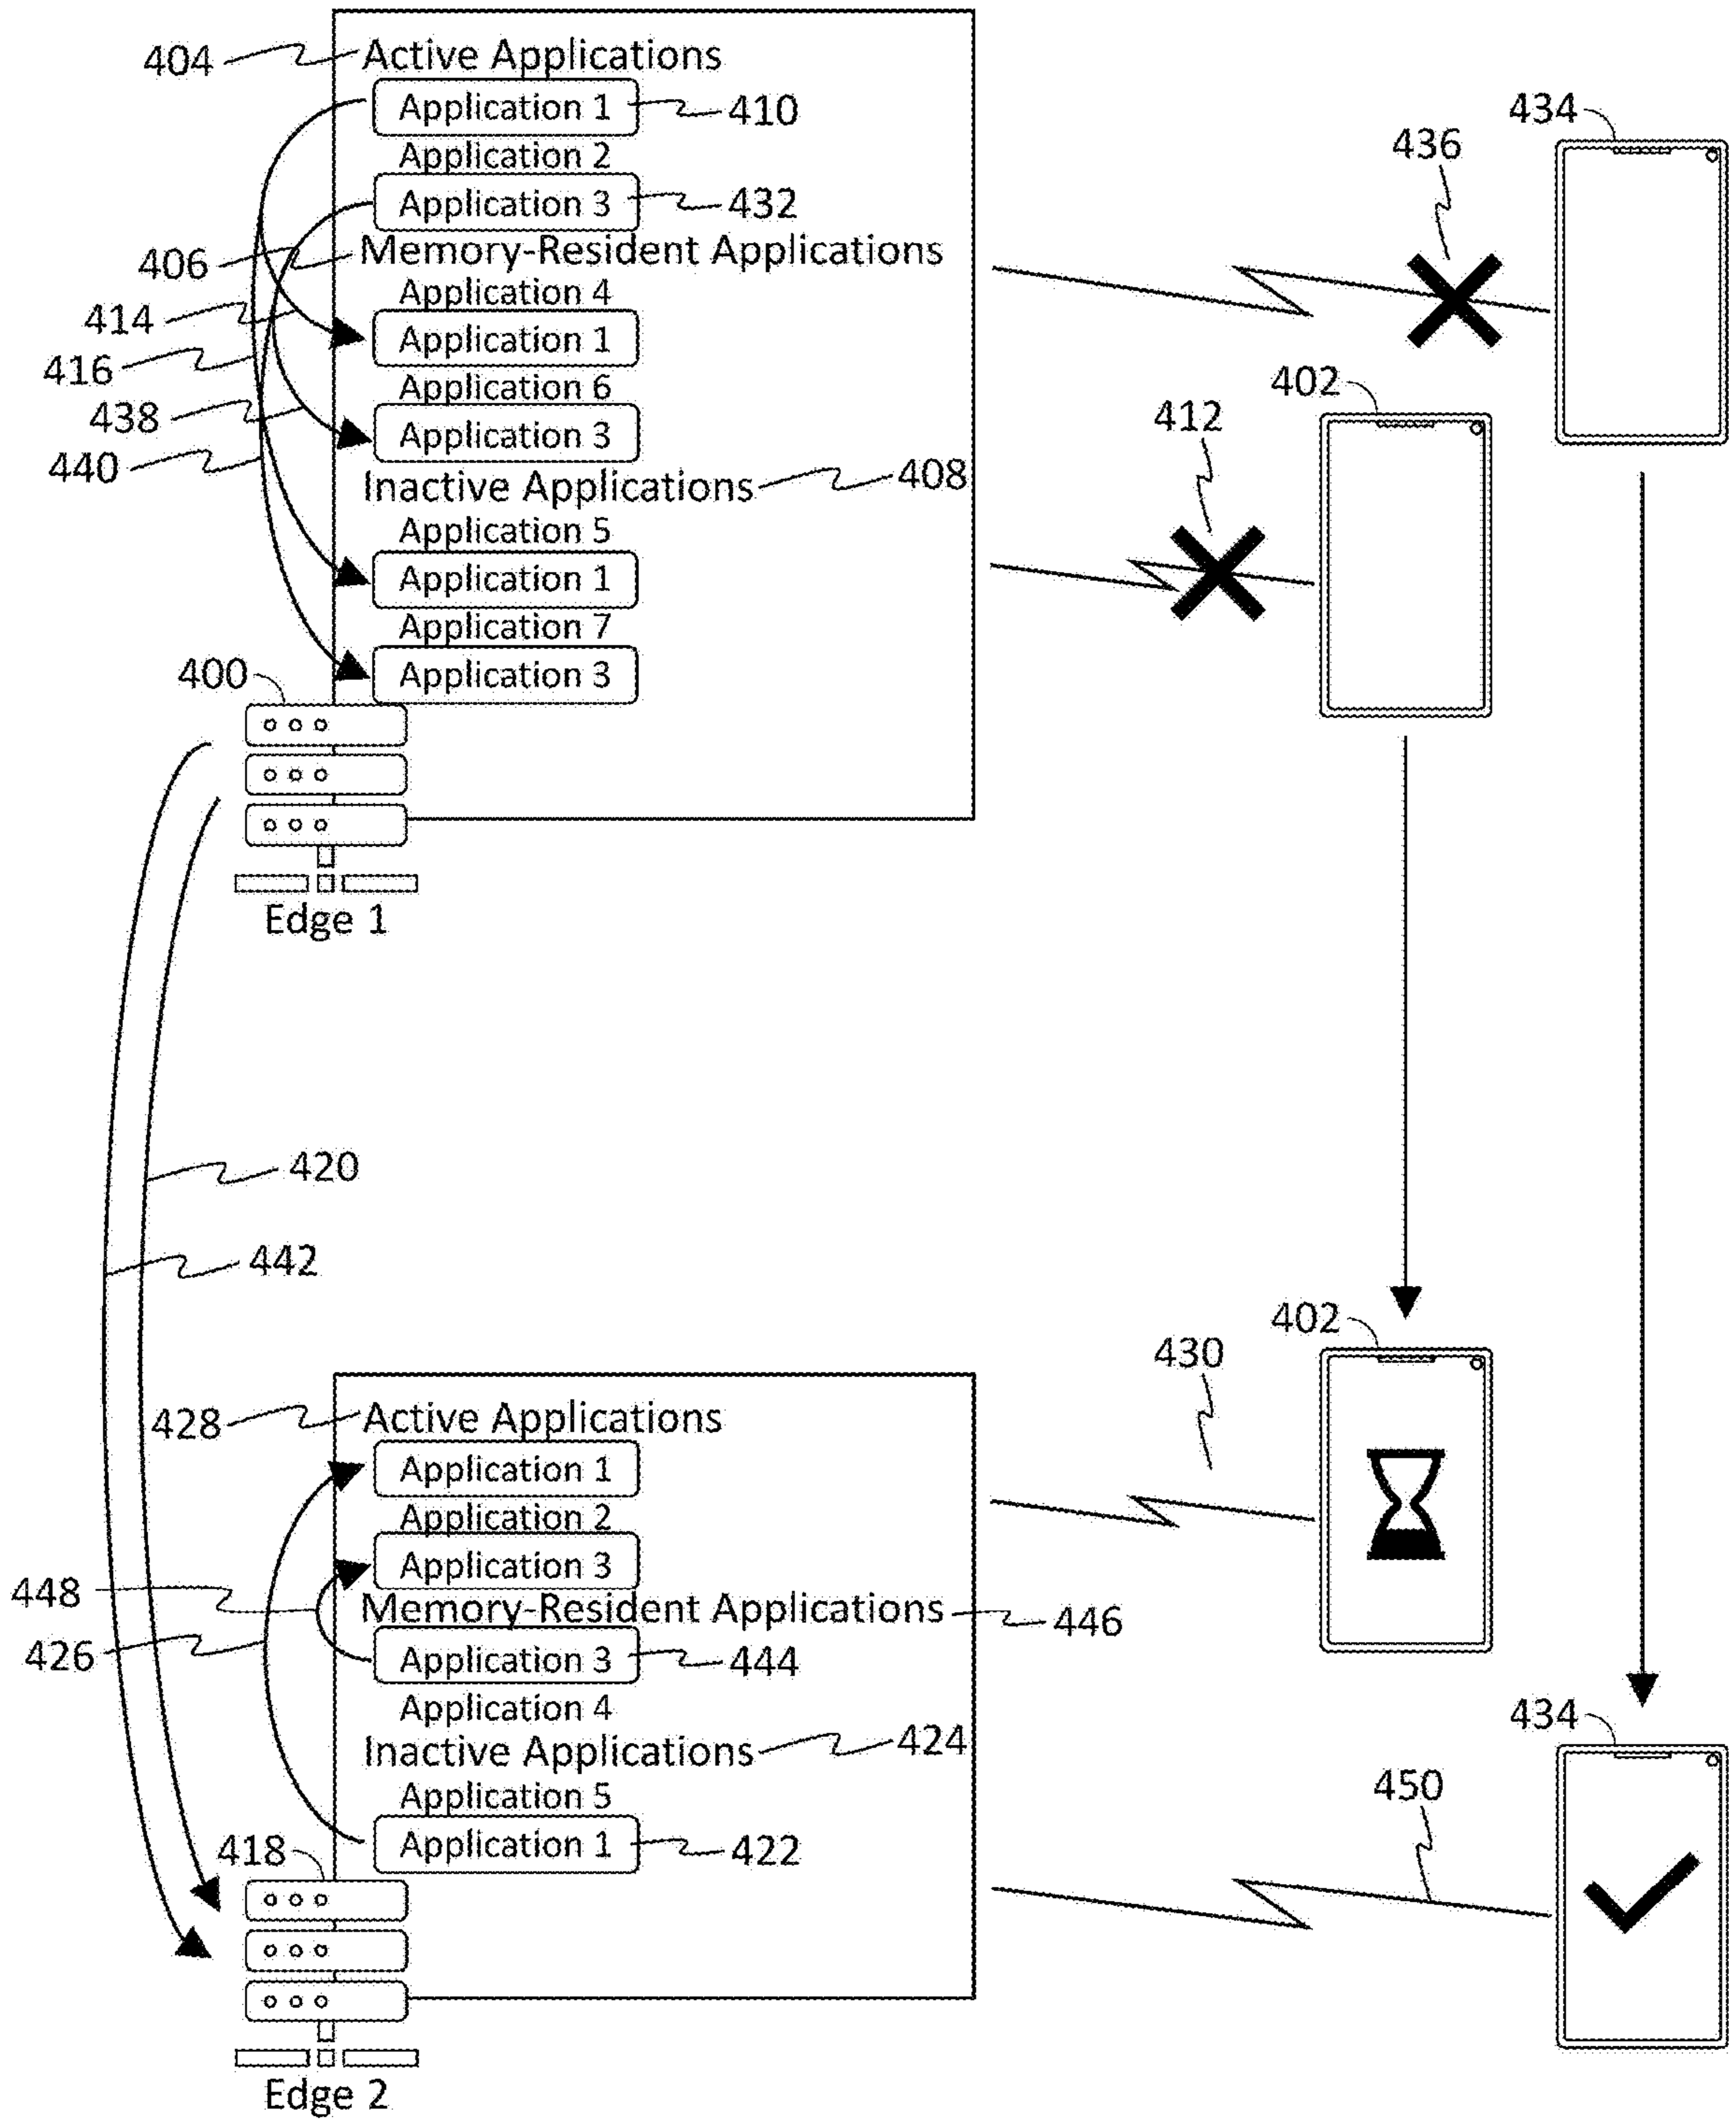 404 Active Applications
Application 1 410
434
436
Application 2
Application 3 432
406 Memory-Resident Applications
Application 4
414
Application 1
416
402
Application 6
438
412
Application 3
440
Inactive Applications 408
Application 5
Application 1
Application 7
400
Application 3
Edge 1
420
442
402
430
428 Active Applications
Application 1
Application 2
Application 3
448
Memory-Resident Applications 446
426
Application 3 444
Application 4
434
Inactive Applications 424
450
Application 5
418
Application 1 422
Edge 2